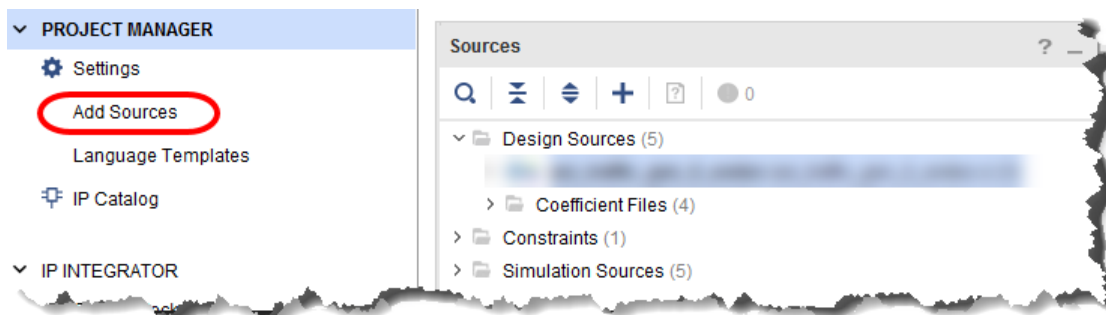 PROJECT MANAGER
Settings
Add Sources
Language Templates
IP Catalog
IP INTEGRATOR
Sources
? _
0
Design Sources (5)
Coefficient Files (4)
Constraints (1)
Simulation Sources (5)